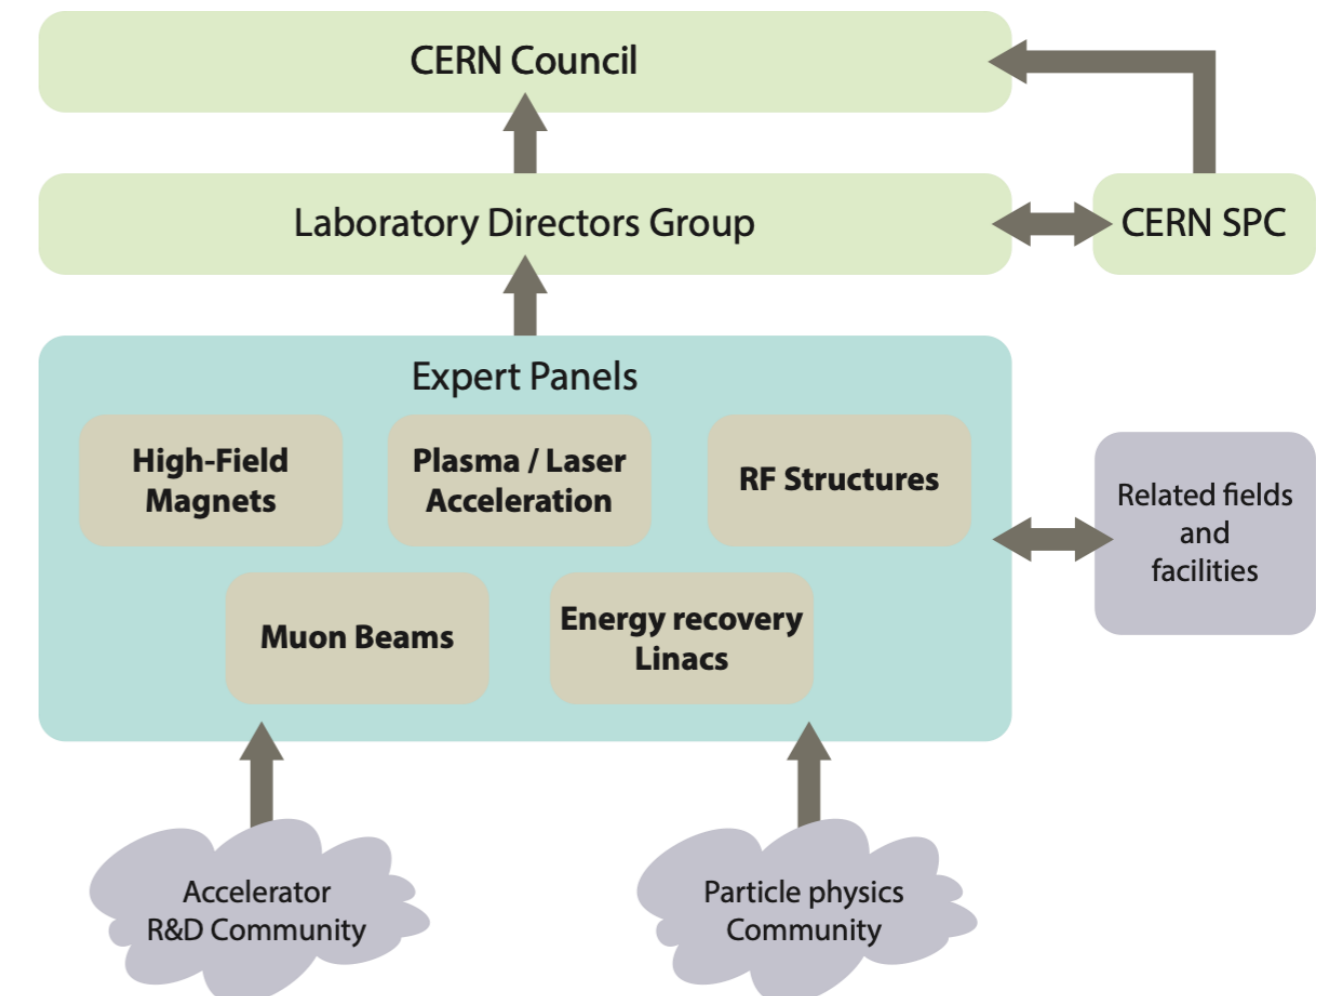 CERN Council
Laboratory Directors Group
CERN SPC
Expert Panels
High-Field
Magnets
Plasma / Laser
Acceleration
RF Structures
Muon Beams
Energy recovery
Linacs
Related fields
and
facilities
Accelerator
R&D Community
Particle physics
Community